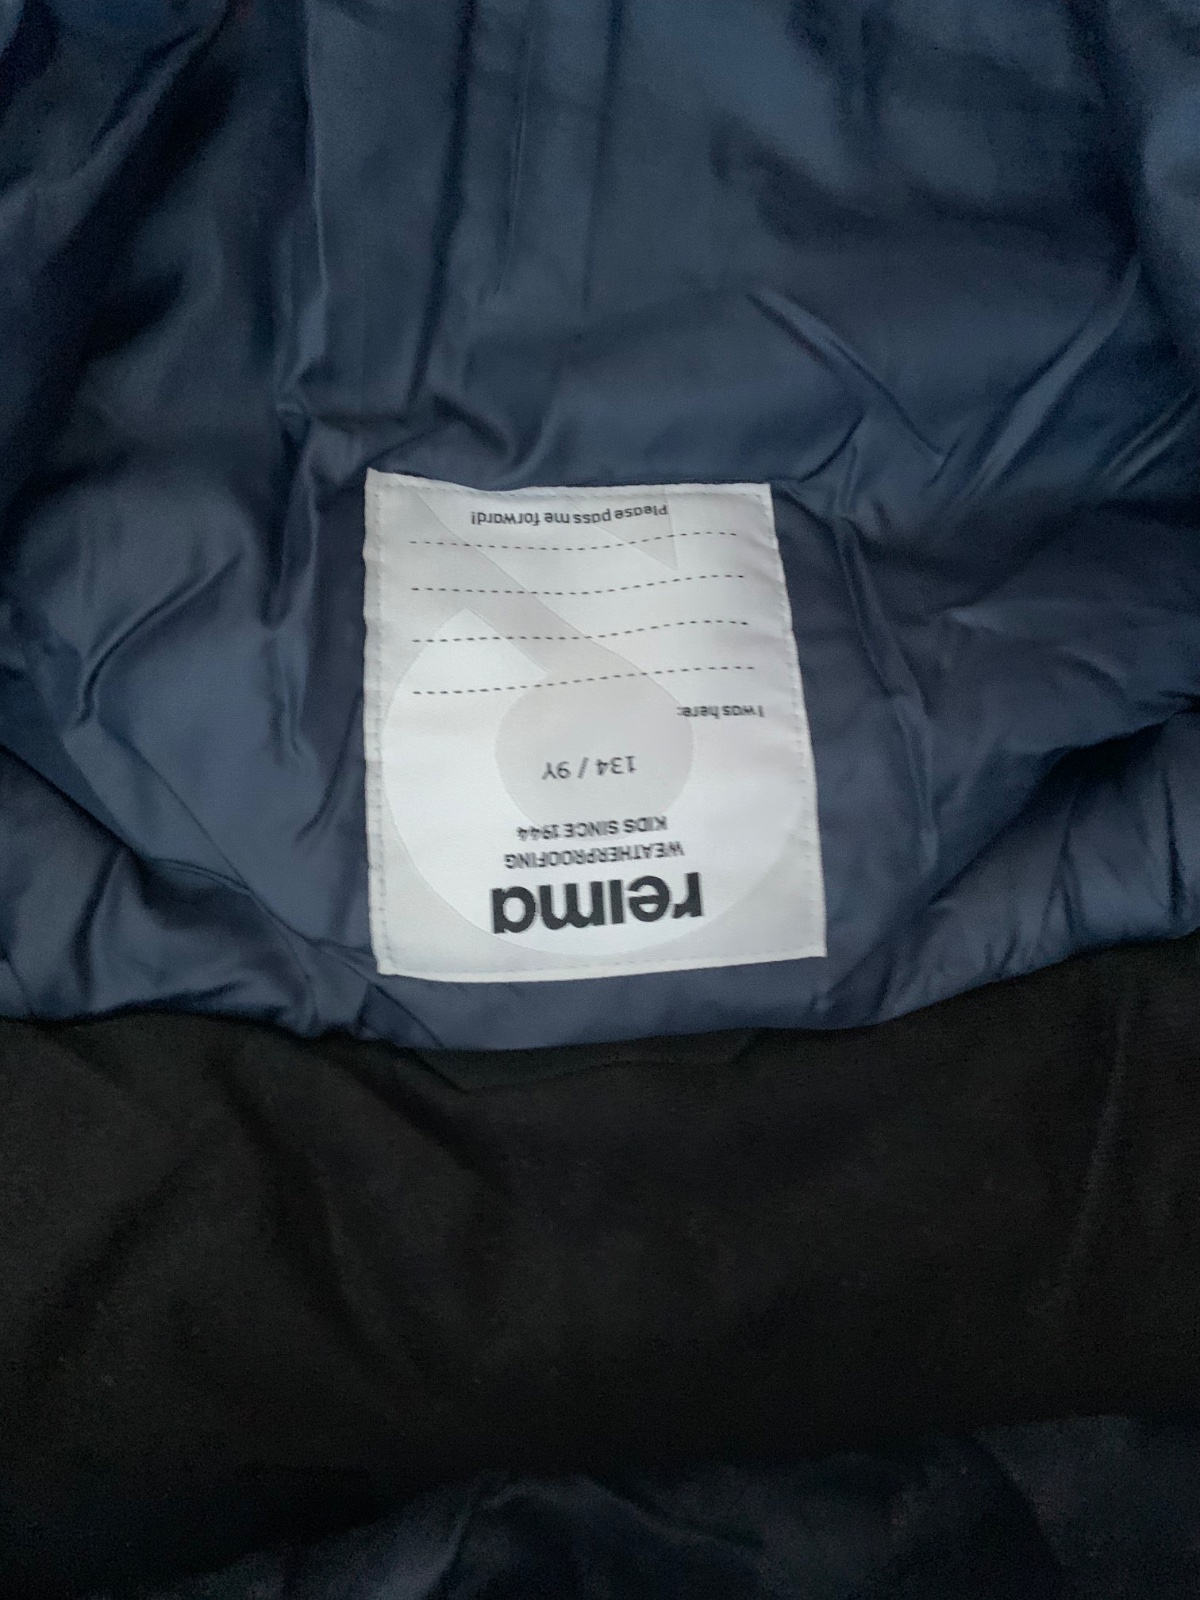 reima
WEATHERPROOFING
KIDS SINCE 1944
134 / 9Y
I was here:
Please pass me forward!